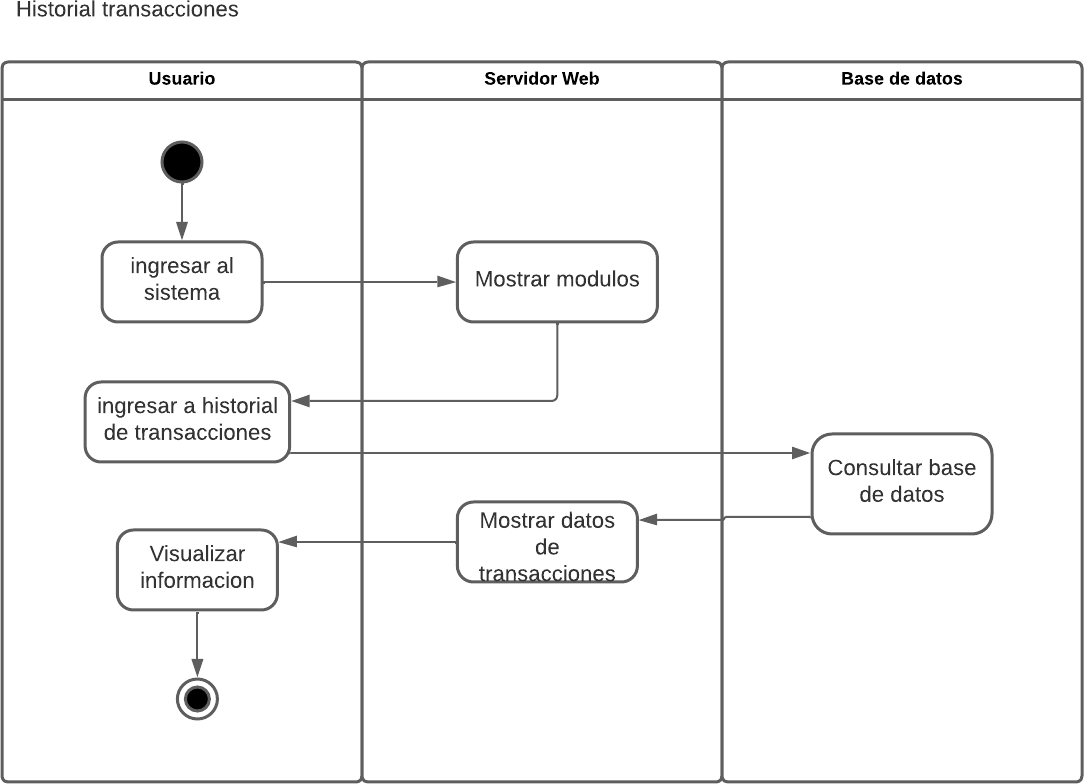 Historial transacciones
Usuario
Servidor Web
Base de datos
ingresar al
sistema
Mostrar modulos
ingresar a historial
de transacciones
Consultar base
de datos
Mostrar datos
de
transacciones
Visualizar
informacion